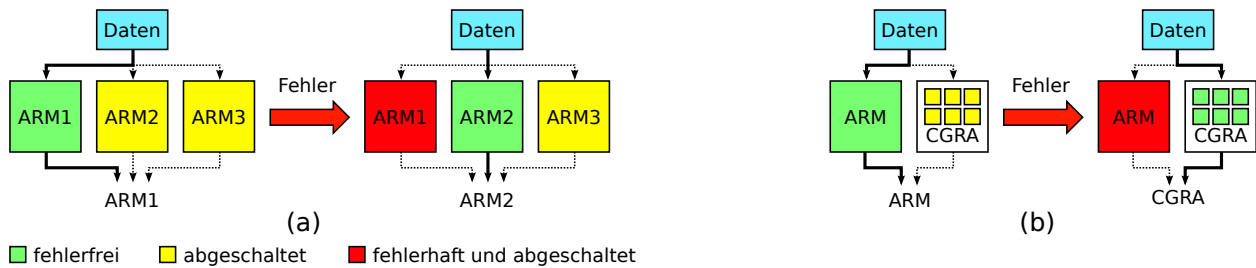 Daten
Daten
Daten
Daten
ARM1
ARM2
ARM3
Fehler
ARM1
ARM2
ARM3
ARM
CGRA
Fehler
ARM
CGRA
ARM1
ARM2
ARM
CGRA
(a)
(b)
fehlerfrei
abgeschaltet
fehlerhaft und abgeschaltet